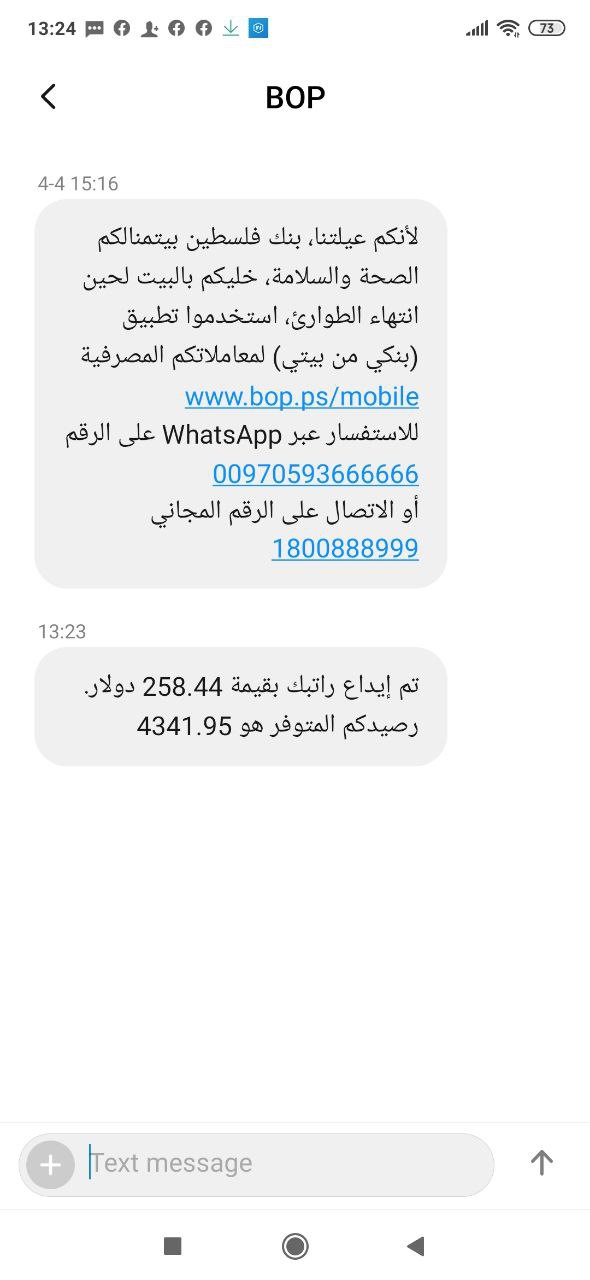 13:24
73
BOP
4-4 15:16
لأنكم عيلتنا، بنك فلسطين بيتمنالكم
الصحة والسلامة، خليكم بالبيت لحين
انتهاء الطوارئ، استخدموا تطبيق
(بنكي من بيتي) لمعاملاتكم المصرفية
www.bop.ps/mobile
للاستفسار عبر WhatsApp على الرقم
00970593666666
أو الاتصال على الرقم المجاني
1800888999
13:23
تم إيداع راتبك بقيمة 258.44 دولار.
رصيدكم المتوفر هو 4341.95
Text message